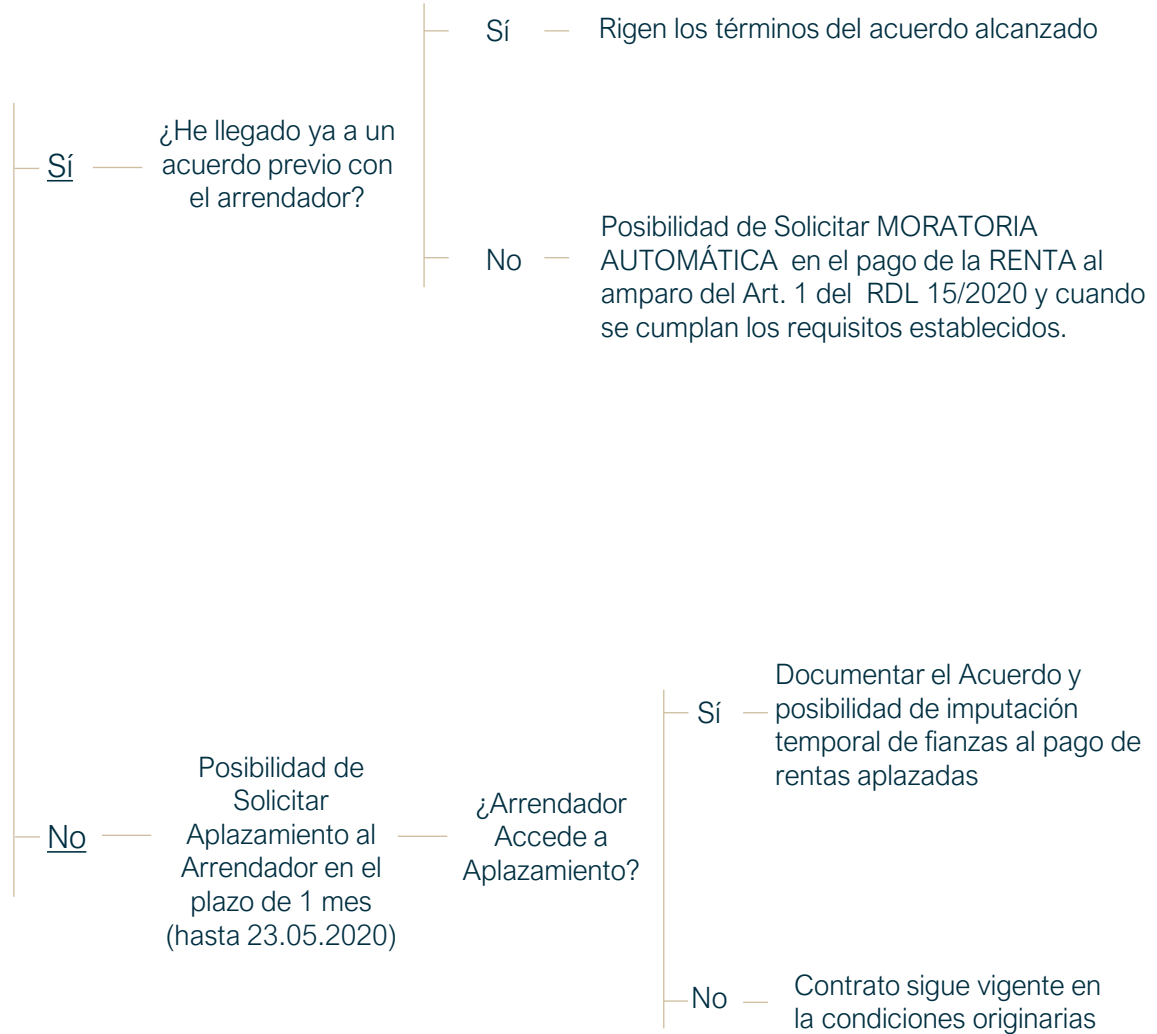 Sí
¿He llegado ya a un
acuerdo previo con
el arrendador?
Sí
Rigen los términos del acuerdo alcanzado
No
Posibilidad de Solicitar MORATORIA
AUTOMÁTICA en el pago de la RENTA al
amparo del Art. 1 del RDL 15/2020 y cuando
se cumplan los requisitos establecidos.
No
Posibilidad de
Solicitar
Aplazamiento al
Arrendador en el
plazo de 1 mes
(hasta 23.05.2020)
¿Arrendador
Accede a
Aplazamiento?
Sí
Documentar el Acuerdo y
posibilidad de imputación
temporal de fianzas al pago de
rentas aplazadas
No
Contrato sigue vigente en
la condiciones originarias